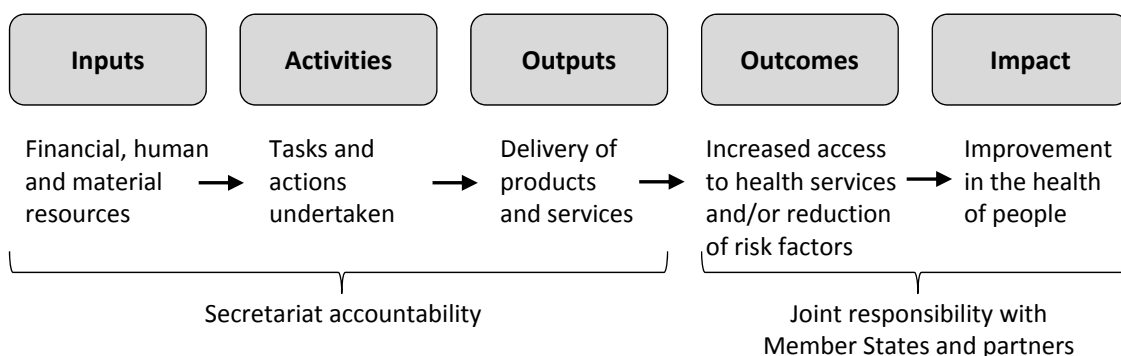 Inputs
Activities
Outputs
Outcomes
Impact
Financial, human
and material
resources
Tasks and
actions
undertaken
Delivery of
products
and services
Increased access
to health services
and/or reduction
of risk factors
Improvement
in the health
of people
Secretariat accountability
Joint responsibility with
Member States and partners